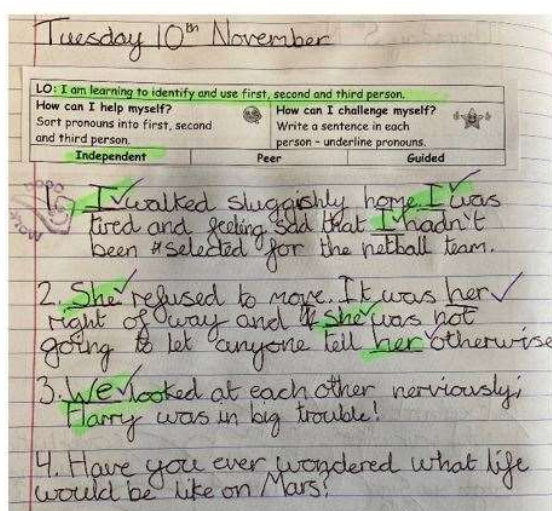 Tuesday 10th November
LO: I am learning to identify and use first, second and third person.
How can I help myself?
Sort pronouns into first, second
and third person.
How can I challenge myself?
Write a sentence in each
person - underline pronouns.
Independent Peer Guided
1. I walked sluggishly home. I was
tired and feeling sad that I hadn't
been selected for the netball team.
2. She refused to move. It was her
right of way and she was not
going to let anyone tell her otherwise
3. We looked at each other nerviously;
Harry was in big trouble!
4. Have you ever wondered what life
would be like on Mars?